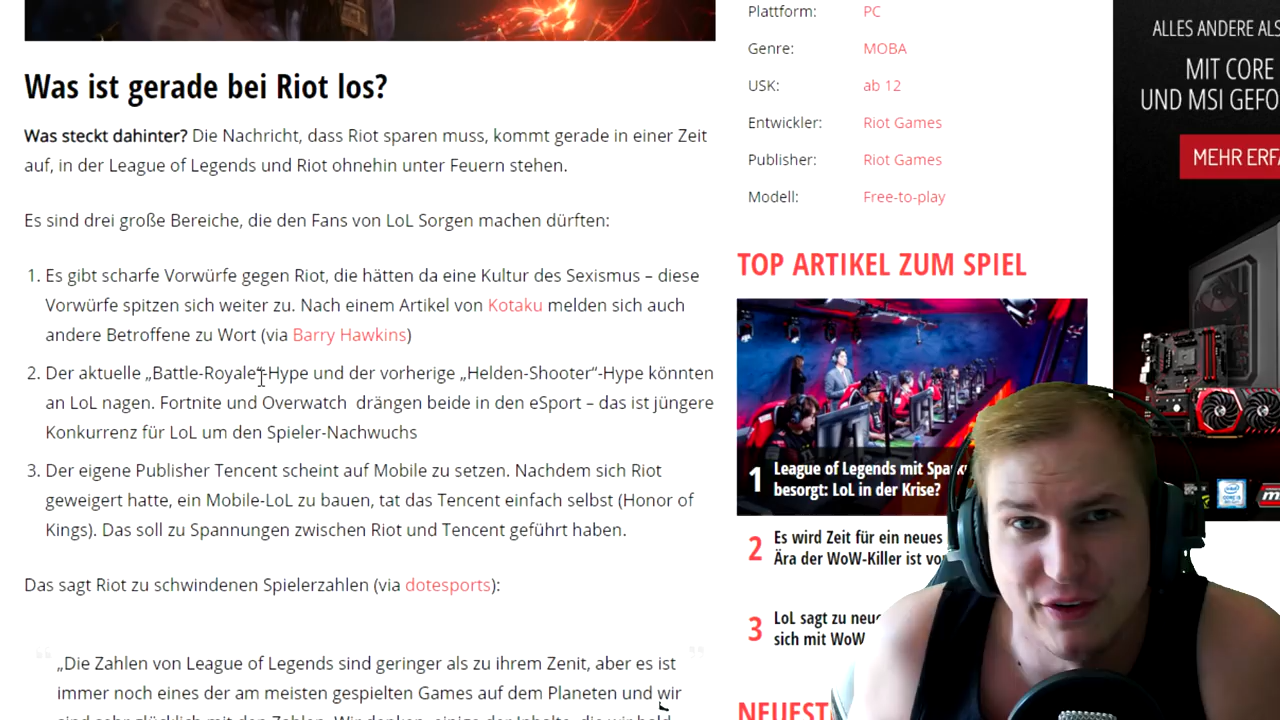 Was ist gerade bei Riot los?
Was steckt dahinter? Die Nachricht, dass Riot sparen muss, kommt gerade in einer Zeit
auf, in der League of Legends und Riot ohnehin unter Feuern stehen.
Es sind drei große Bereiche, die den Fans von LoL Sorgen machen dürften:
1. Es gibt scharfe Vorwürfe gegen Riot, die hätten da eine Kultur des Sexismus – diese
Vorwürfe spitzen sich weiter zu. Nach einem Artikel von Kotaku melden sich auch
andere Betroffene zu Wort (via Barry Hawkins)
2. Der aktuelle „Battle-Royale“-Hype und der vorherige „Helden-Shooter“-Hype könnten
an LoL nagen. Fortnite und Overwatch drängen beide in den eSport – das ist jüngere
Konkurrenz für LoL um den Spieler-Nachwuchs
3. Der eigene Publisher Tencent scheint auf Mobile zu setzen. Nachdem sich Riot
geweigert hatte, ein Mobile-LoL zu bauen, tat das Tencent einfach selbst (Honor of
Kings). Das soll zu Spannungen zwischen Riot und Tencent geführt haben.
Das sagt Riot zu schwindenen Spielerzahlen (via dotesports):
„Die Zahlen von League of Legends sind geringer als zu ihrem Zenit, aber es ist
immer noch eines der am meisten gespielten Games auf dem Planeten und wir
Plattform: PC
Genre: MOBA
USK: ab 12
Entwickler: Riot Games
Publisher: Riot Games
Modell: Free-to-play
TOP ARTIKEL ZUM SPIEL
1 League of Legends mit
besorgt: LoL in der Krise?
2 Es wird Zeit für ein neues
Ära der WoW-Killer ist
3 LoL sagt zu
sich mit WoW
ALLES ANDERE
MIT CORE
UND MSI
MEHR